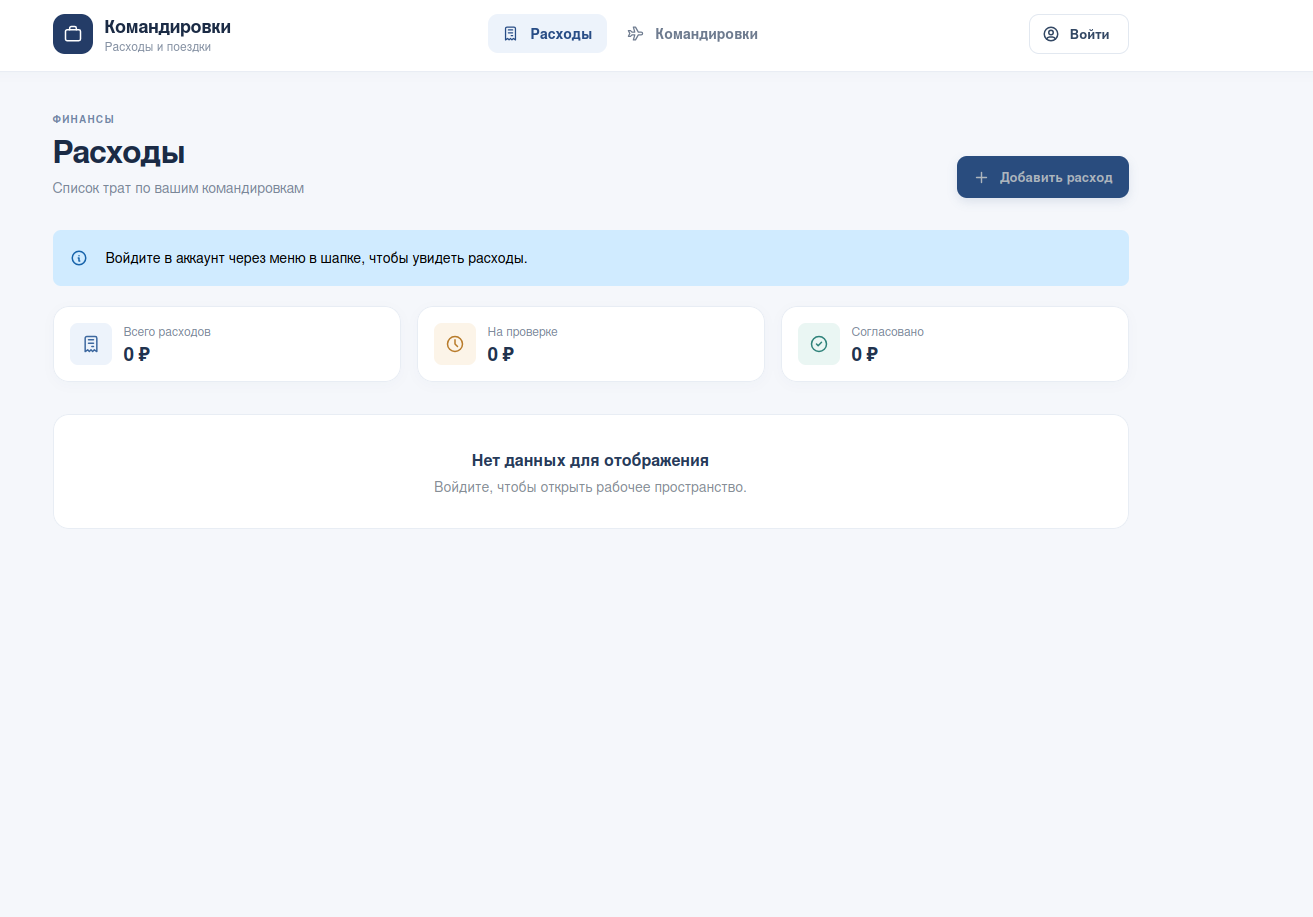 Командировки
Расходы и поездки
Расходы
Командировки
Войти
ФИНАНСЫ
Расходы
Список трат по вашим командировкам
Добавить расход
Войдите в аккаунт через меню в шапке, чтобы увидеть расходы.
Всего расходов
0 ₽
На проверке
0 ₽
Согласовано
0 ₽
Нет данных для отображения
Войдите, чтобы открыть рабочее пространство.